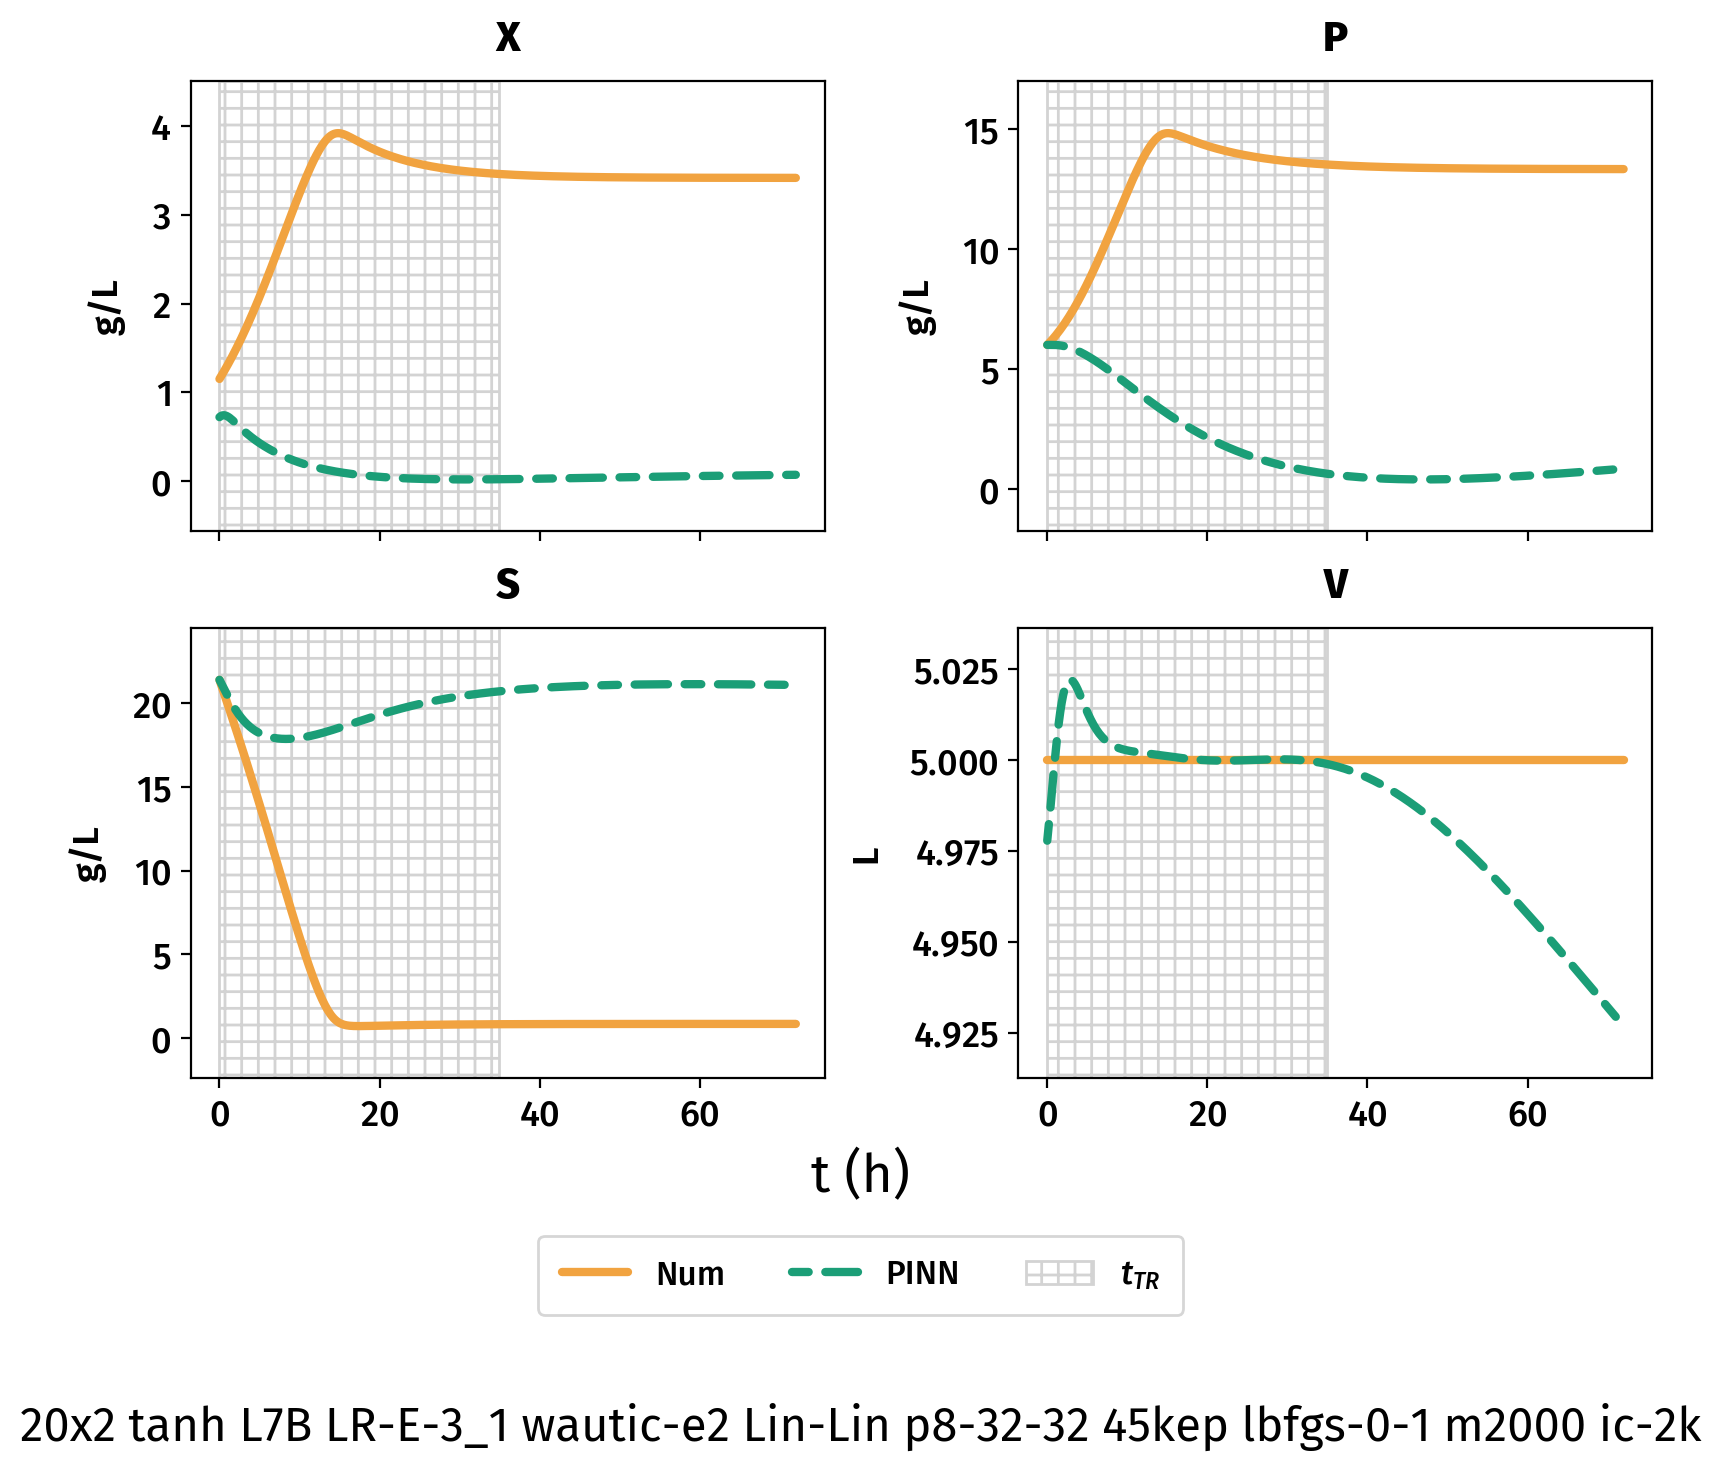 X
P
4
3
2
1
0
g/L
15
10
5
0
g/L
S
V
20
15
10
5
0
g/L
5.025
5.000
4.975
4.950
4.925
L
0 20 40 60
0 20 40 60
t (h)
Num PINN tTR
20x2 tanh L7B LR-E-3_1 wautic-e2 Lin-Lin p8-32-32 45kep lbfgs-0-1 m2000 ic-2k